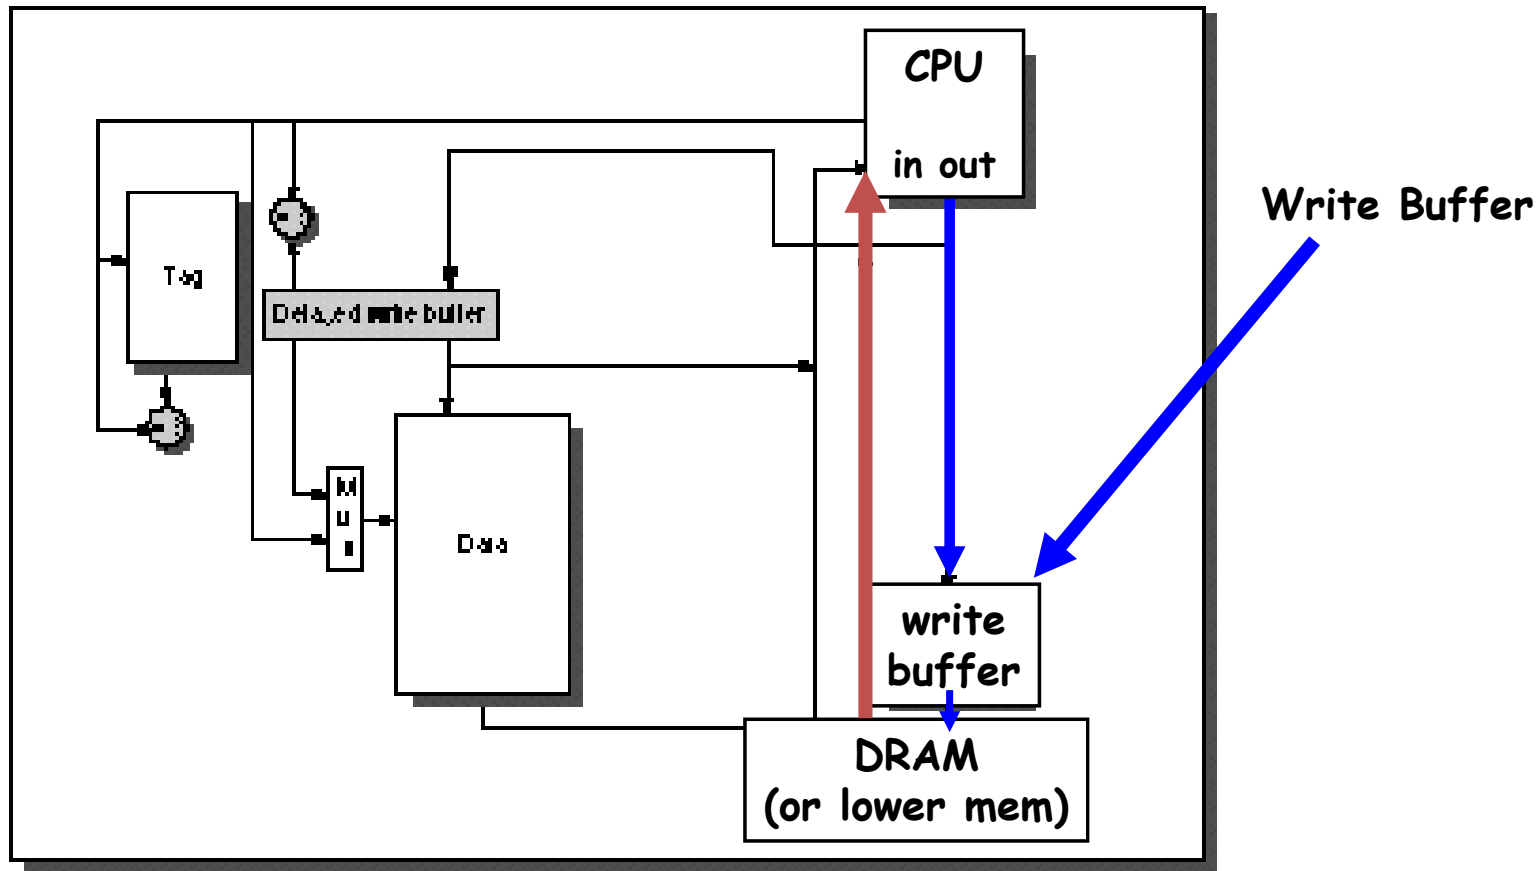 CPU
in out
Write Buffer
Tag
Delayed write buffer
M
u
Data
write
buffer
DRAM
(or lower mem)